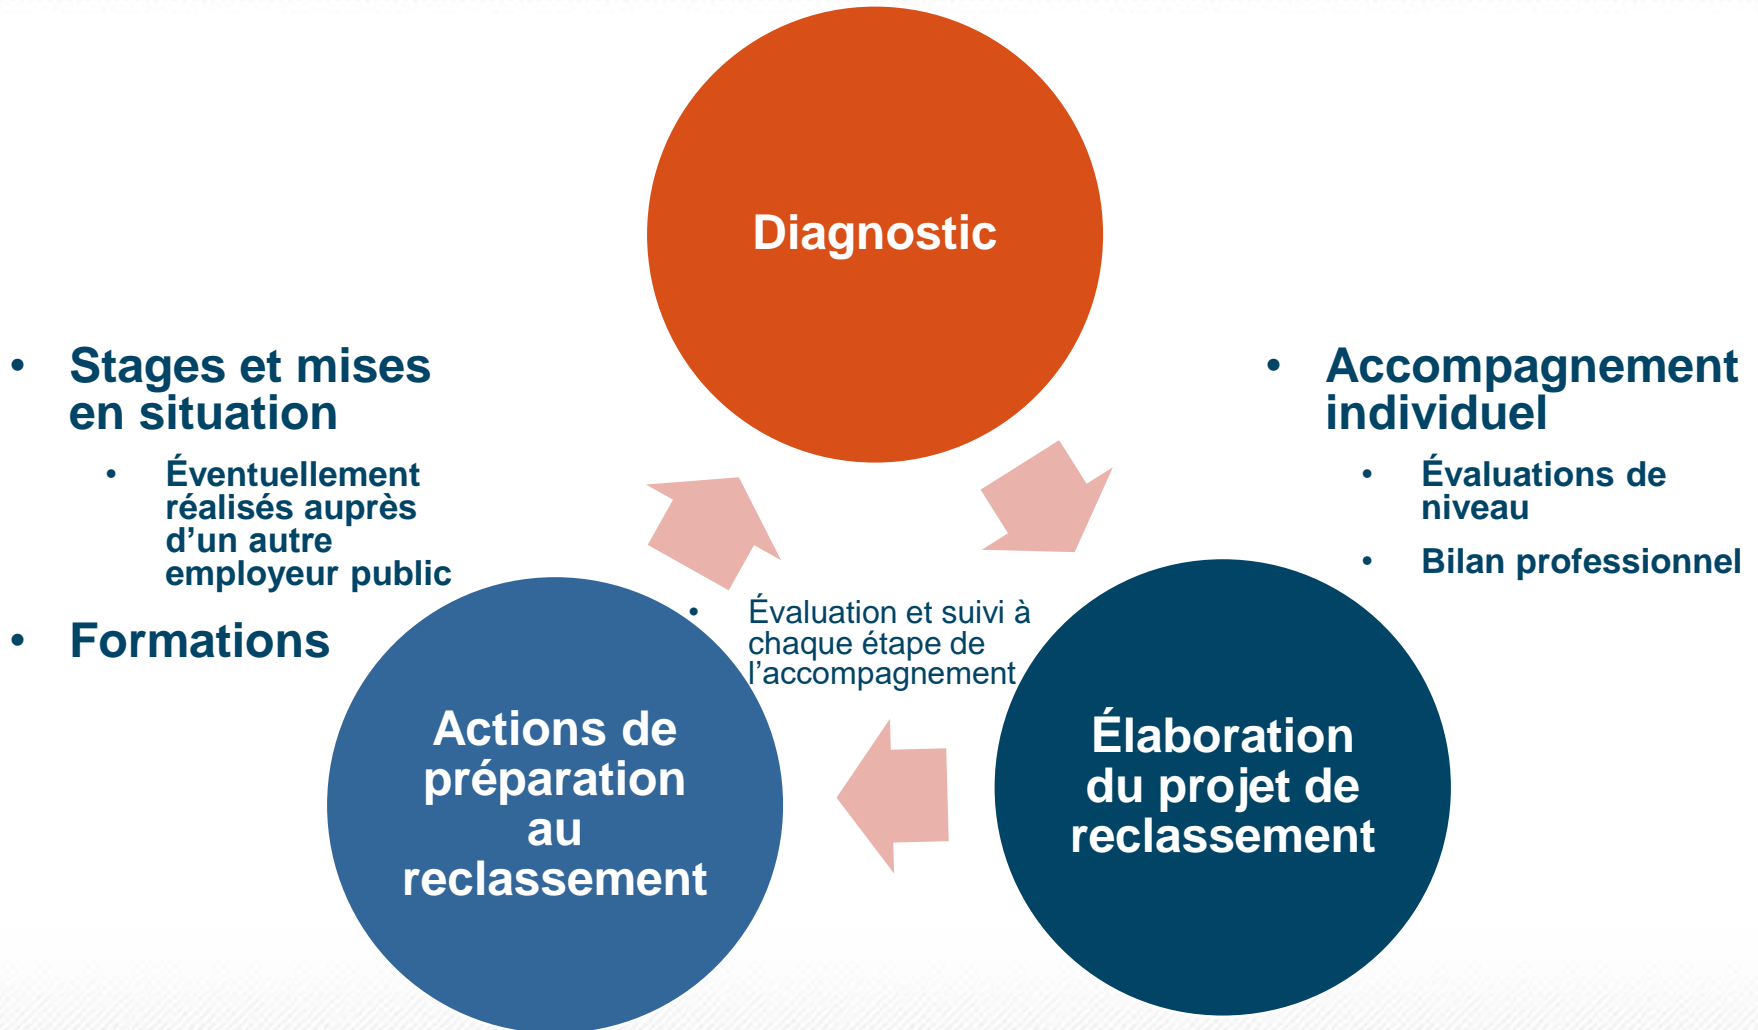 Diagnostic
• Stages et mises
en situation
• Éventuellement
réalisés auprès
d’un autre
employeur public
• Formations
• Accompagnement
individuel
• Évaluations de
niveau
• Bilan professionnel
• Évaluation et suivi à
chaque étape de
l’accompagnement
Actions de
préparation
au
reclassement
Élaboration
du projet de
reclassement